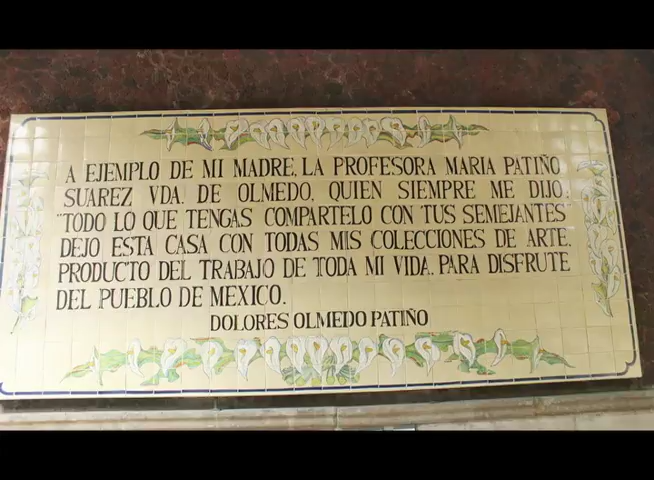 A EJEMPLO DE MI MADRE, LA PROFESORA MARIA PATIÑO
SUAREZ VDA. DE OLMEDO, QUIEN SIEMPRE ME DIJO:
"TODO LO QUE TENGAS COMPARTELO CON TUS SEMEJANTES
DEJO ESTA CASA CON TODAS MIS COLECCIONES DE ARTE,
PRODUCTO DEL TRABAJO DE TODA MI VIDA, PARA DISFRUTE
DEL PUEBLO DE MEXICO.
DOLORES OLMEDO PATIÑO